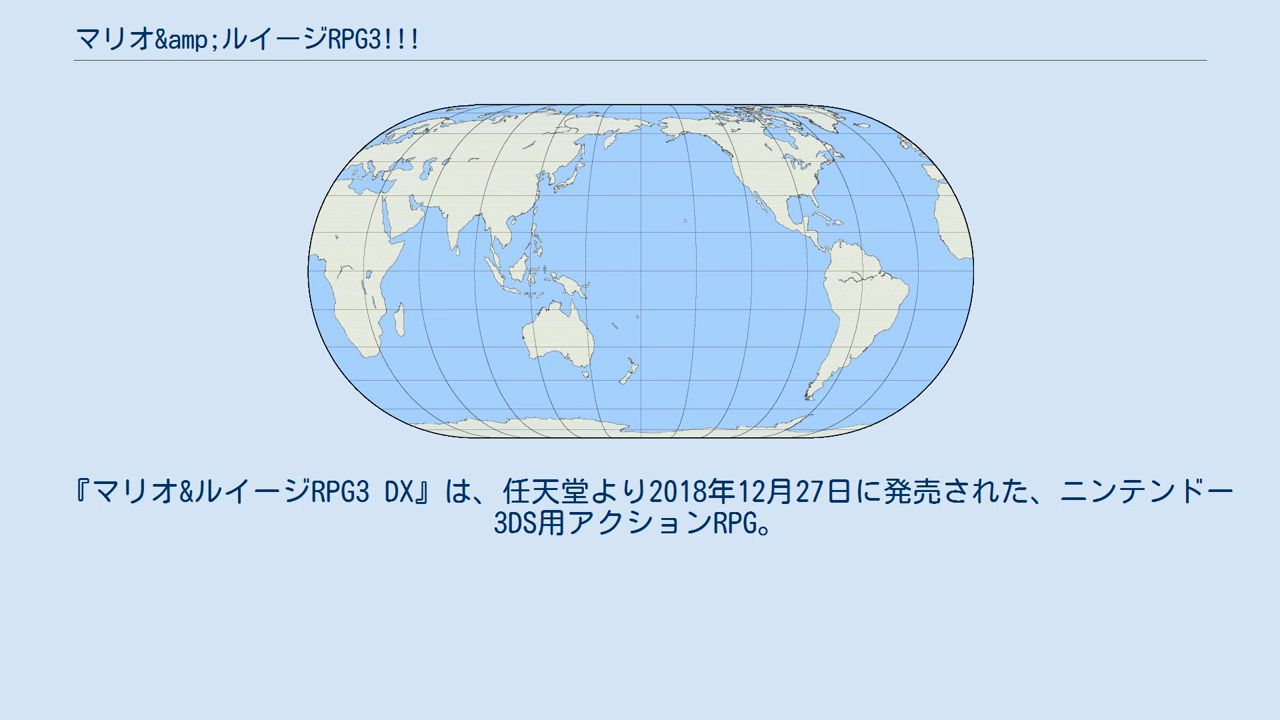 マリオ&amp;ルイージRPG3!!!
『マリオ&ルイージRPG3 DX』は、任天堂より2018年12月27日に発売された、ニンテンドー
3DS用アクションRPG。